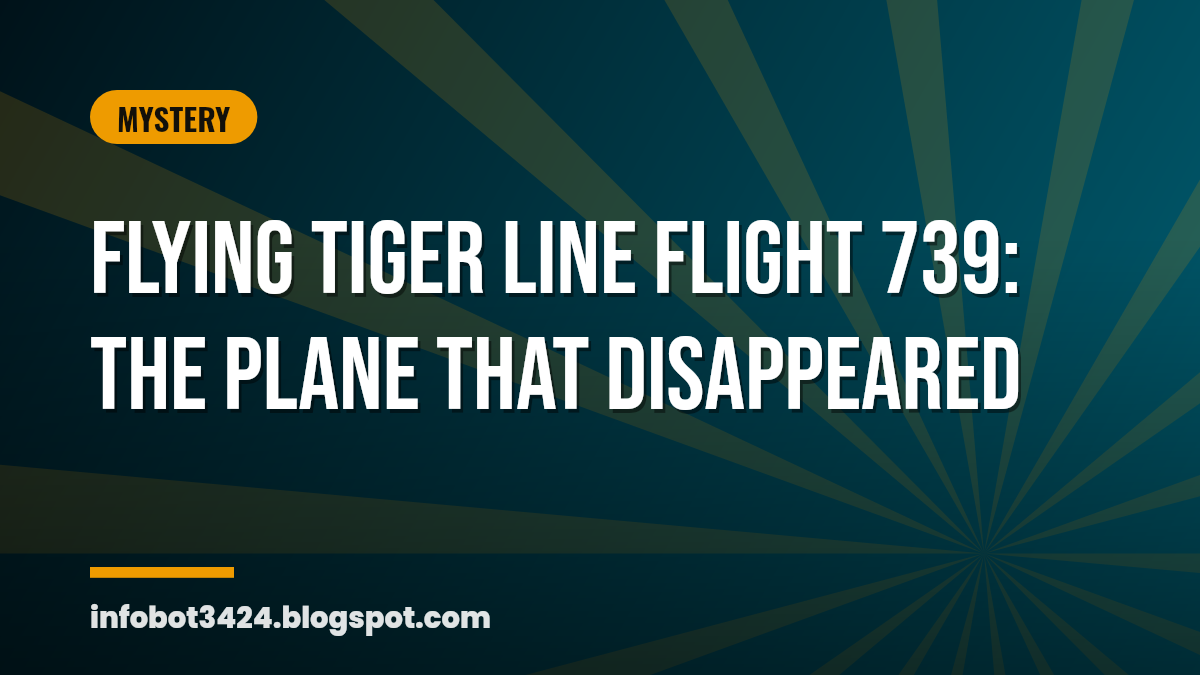 MYSTERY
FLYING TIGER LINE FLIGHT 739:
THE PLANE THAT DISAPPEARED
infobot3424.blogspot.com